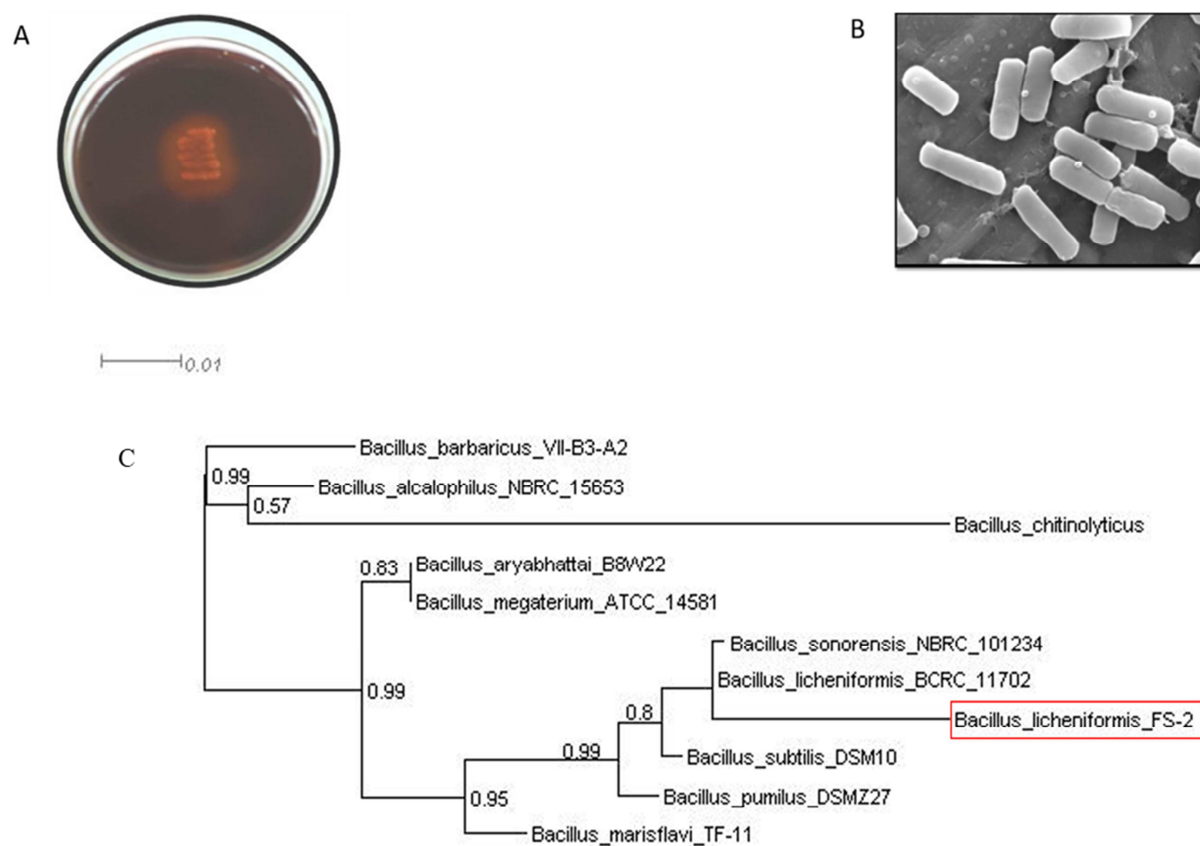 A
B
0.01
C
Bacillus_barbaricus_VII-B3-A2
0.99
Bacillus_alcalophilus_NBRC_15653
0.57
Bacillus_chitinolyticus
0.83
Bacillus_aryabhattai_B8W22
Bacillus_megaterium_ATCC_14581
Bacillus_sonorensis_NBRC_101234
Bacillus_licheniformis_BCRC_11702
0.99
0.8
Bacillus_licheniformis_FS-2
0.99
Bacillus_subtilis_DSM10
0.95
Bacillus_pumilus_DSMZ27
Bacillus_marisflavi_TF-11